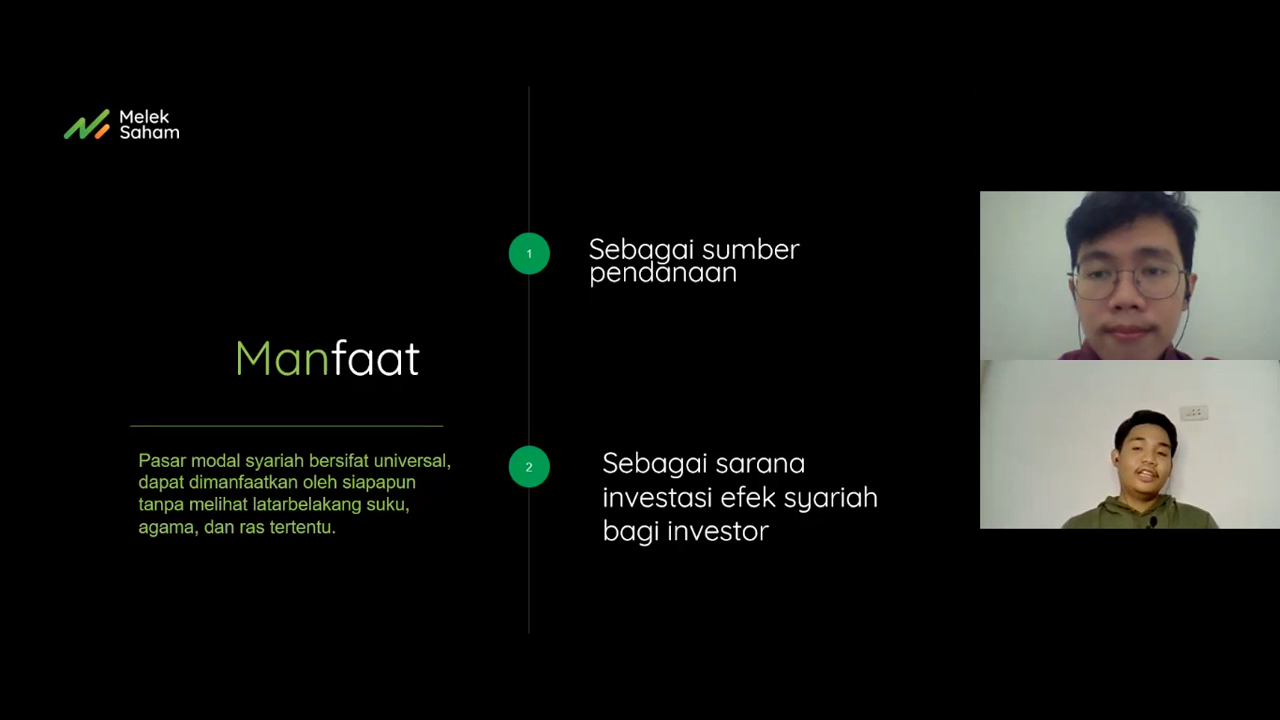 Melek
Saham
Manfaat
Pasar modal syariah bersifat universal,
dapat dimanfaatkan oleh siapapun
tanpa melihat latarbelakang suku,
agama, dan ras tertentu.
1
Sebagai sumber
pendanaan
2
Sebagai sarana
investasi efek syariah
bagi investor